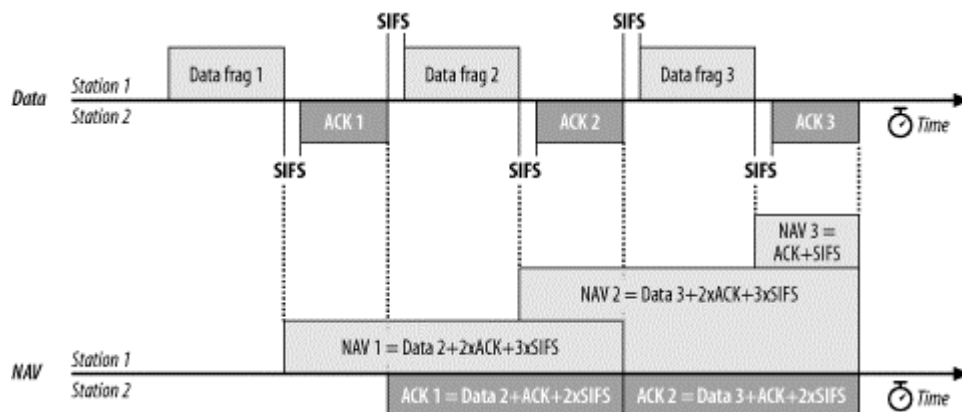 SIFS SIFS
Data frag 1 Data frag 2 Data frag 3
Station 1
Data
Station 2
ACK 1 ACK 2 ACK 3
Time
SIFS SIFS SIFS
NAV 3 =
ACK+SIFS
NAV 2 = Data 3+2xACK+3xSIFS
NAV 1 = Data 2+2xACK+3xSIFS
Station 1
NAV
Station 2
ACK 1 = Data 2+ACK+2xSIFS ACK 2 = Data 3+ACK+2xSIFS
Time